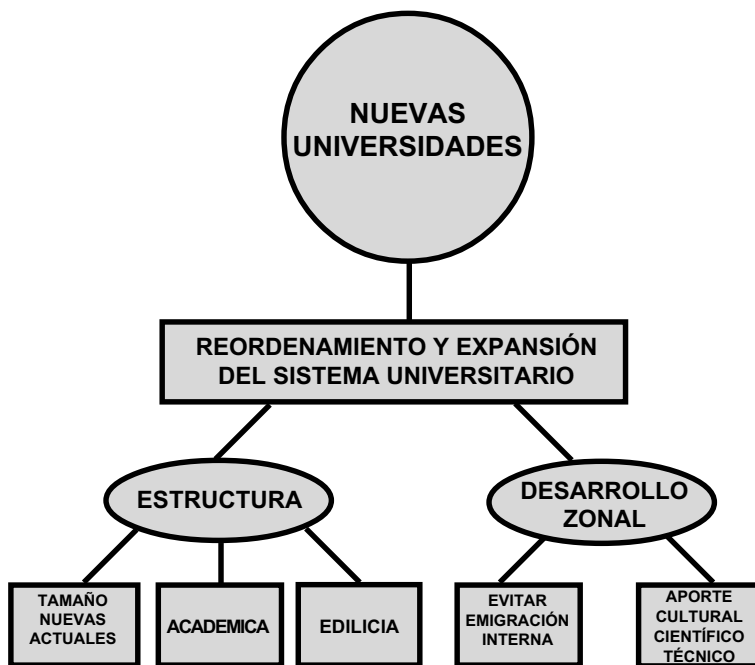 NUEVAS
UNIVERSIDADES
REORDENAMIENTO Y EXPANSIÓN
DEL SISTEMA UNIVERSITARIO
ESTRUCTURA
DESARROLLO
ZONAL
TAMAÑO
NUEVAS
ACTUALES
ACADEMICA
EDILICIA
EVITAR
EMIGRACIÓN
INTERNA
APORTE
CULTURAL
CIENTÍFICO
TÉCNICO